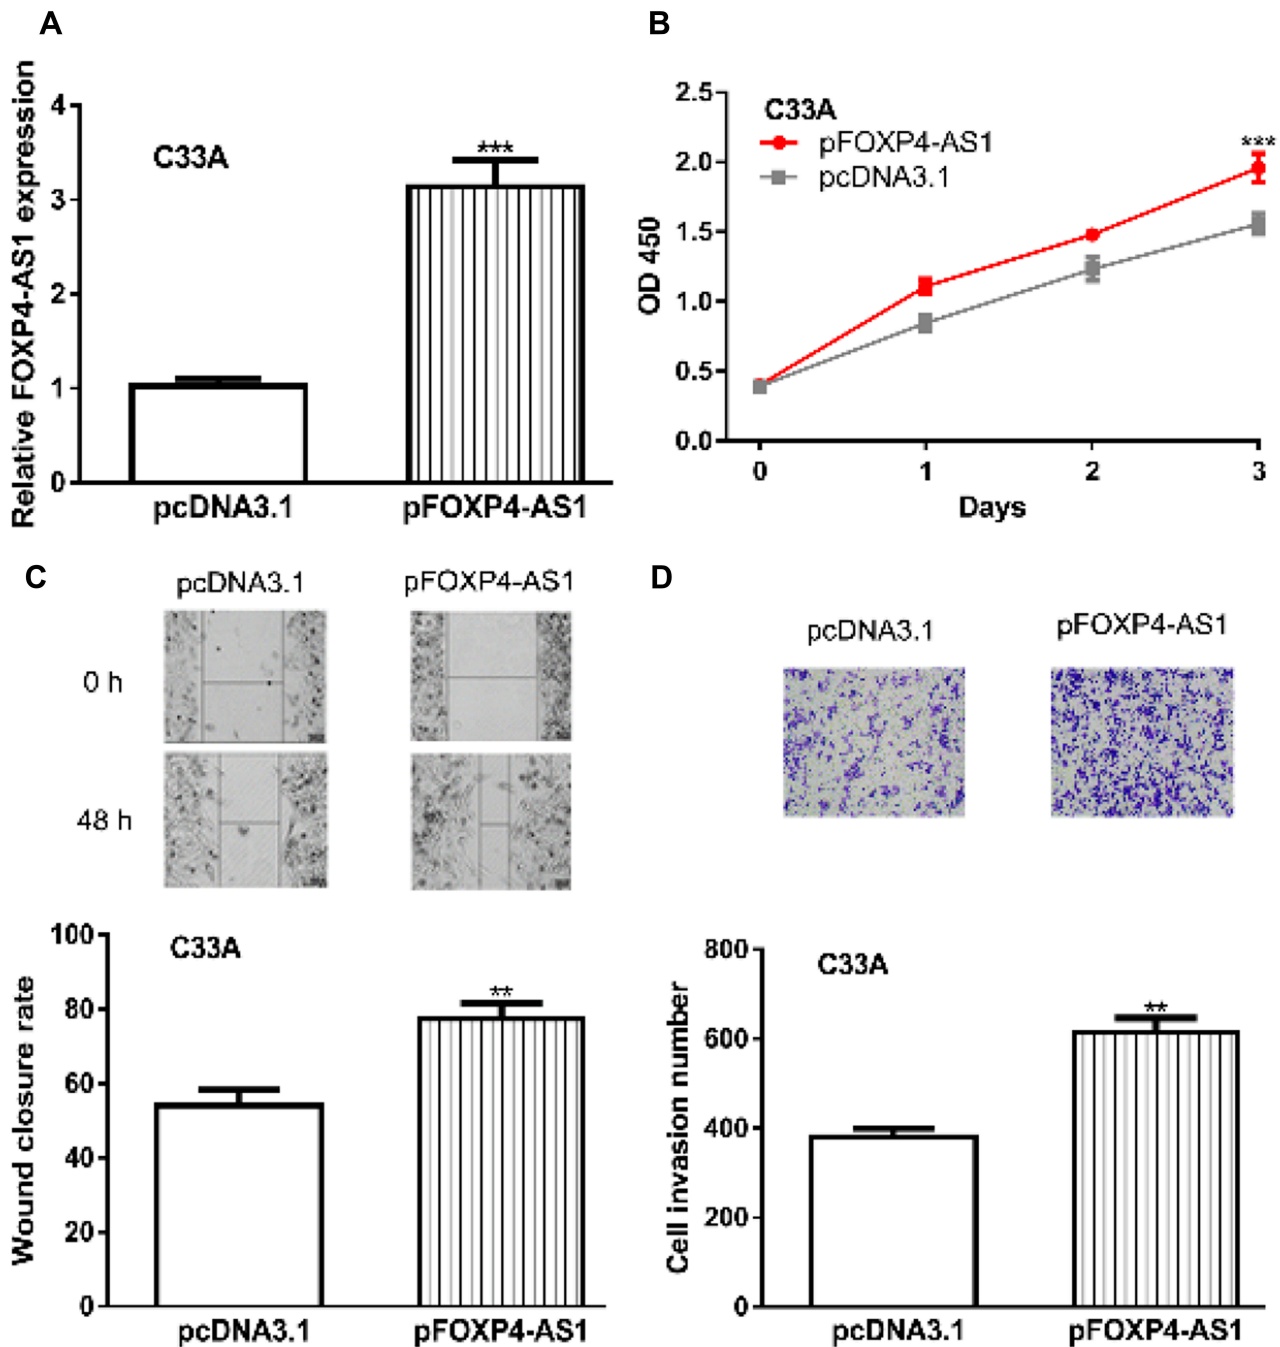 A
Relative FOXP4-AS1 expression
4
3
2
1
0
C33A
***
pcDNA3.1
pFOXP4-AS1
B
OD 450
2.5
2.0
1.5
1.0
0.5
0.0
C33A
pFOXP4-AS1
pcDNA3.1
***
0
1
2
3
Days
C
pcDNA3.1
pFOXP4-AS1
0 h
48 h
Wound closure rate
100
80
60
40
20
0
C33A
**
pcDNA3.1
pFOXP4-AS1
D
pcDNA3.1
pFOXP4-AS1
Cell invasion number
800
600
400
200
0
C33A
**
pcDNA3.1
pFOXP4-AS1